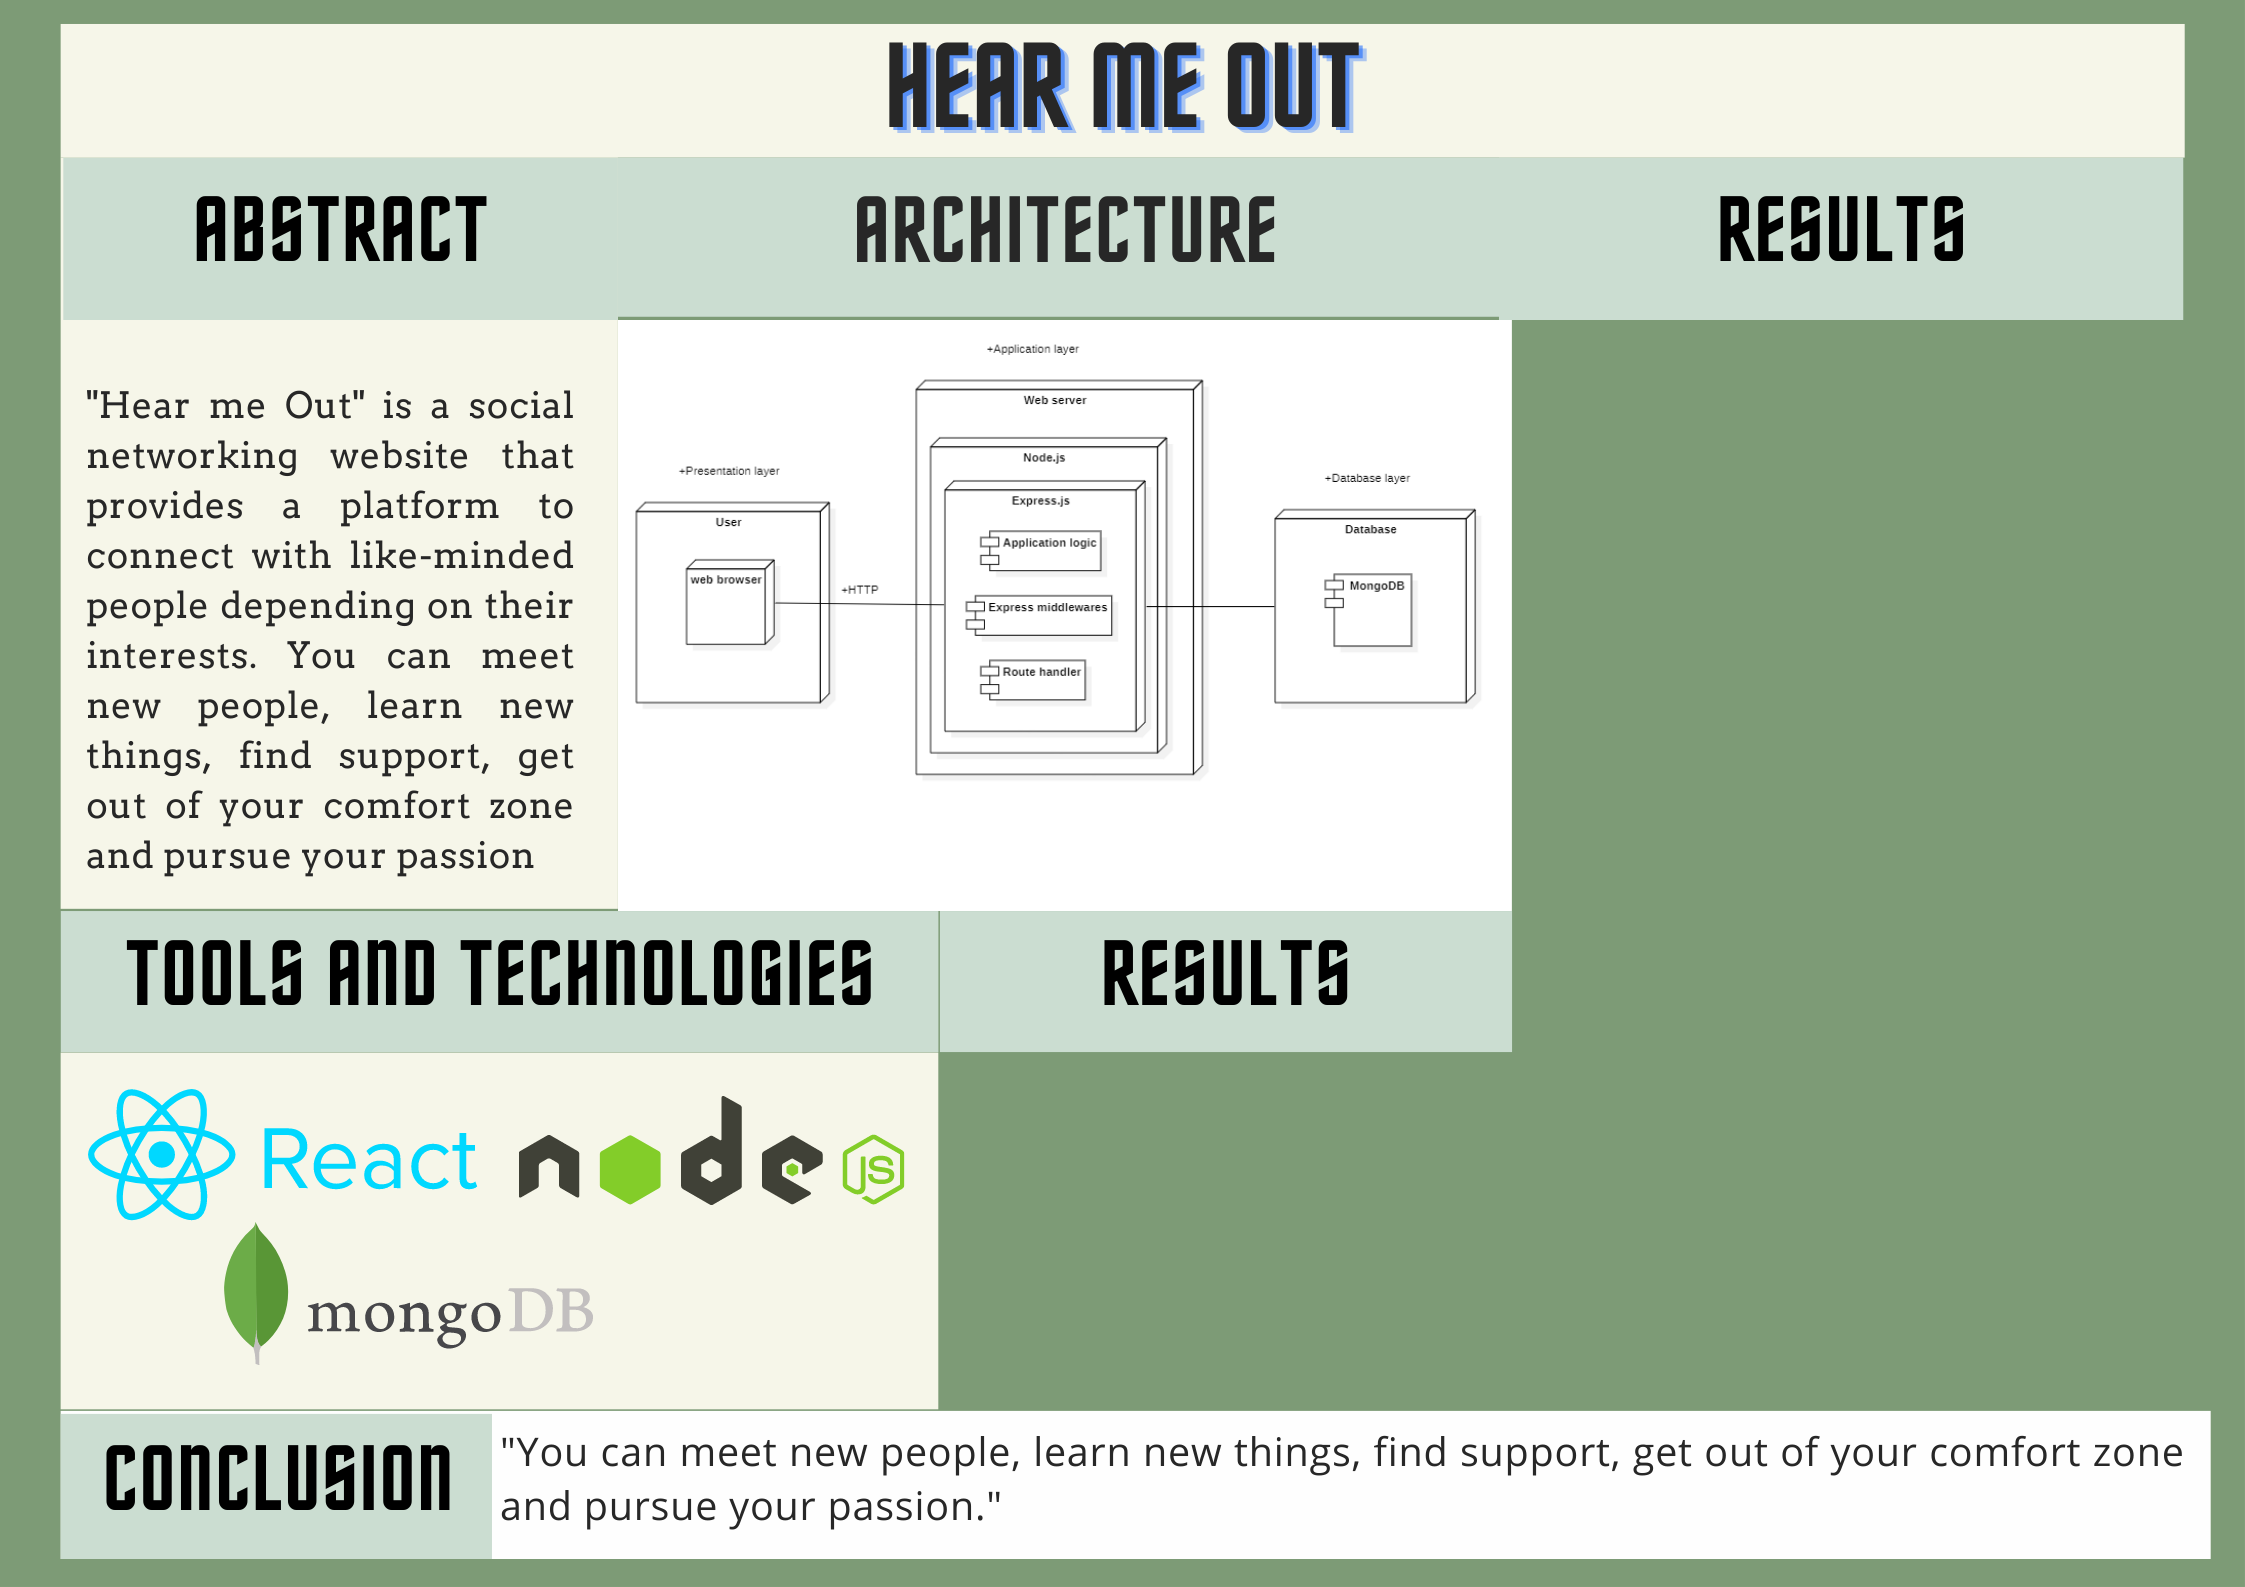 HEAR ME OUT
ABSTRACT
ARCHITECTURE
RESULTS
"Hear me Out" is a social
networking website that
provides a platform to
connect with like-minded
people depending on their
interests. You can meet
new people, learn new
things, find support, get
out of your comfort zone
and pursue your passion
+Application layer
Web server
Node.js
Express.js
Application logic
Express middlewares
Route handler
+Presentation layer
User
web browser
+HTTP
+Database layer
Database
MongoDB
TOOLS AND TECHNOLOGIES
RESULTS
React
node
JS
mongoDB
CONCLUSION
"You can meet new people, learn new things, find support, get out of your comfort zone
and pursue your passion."